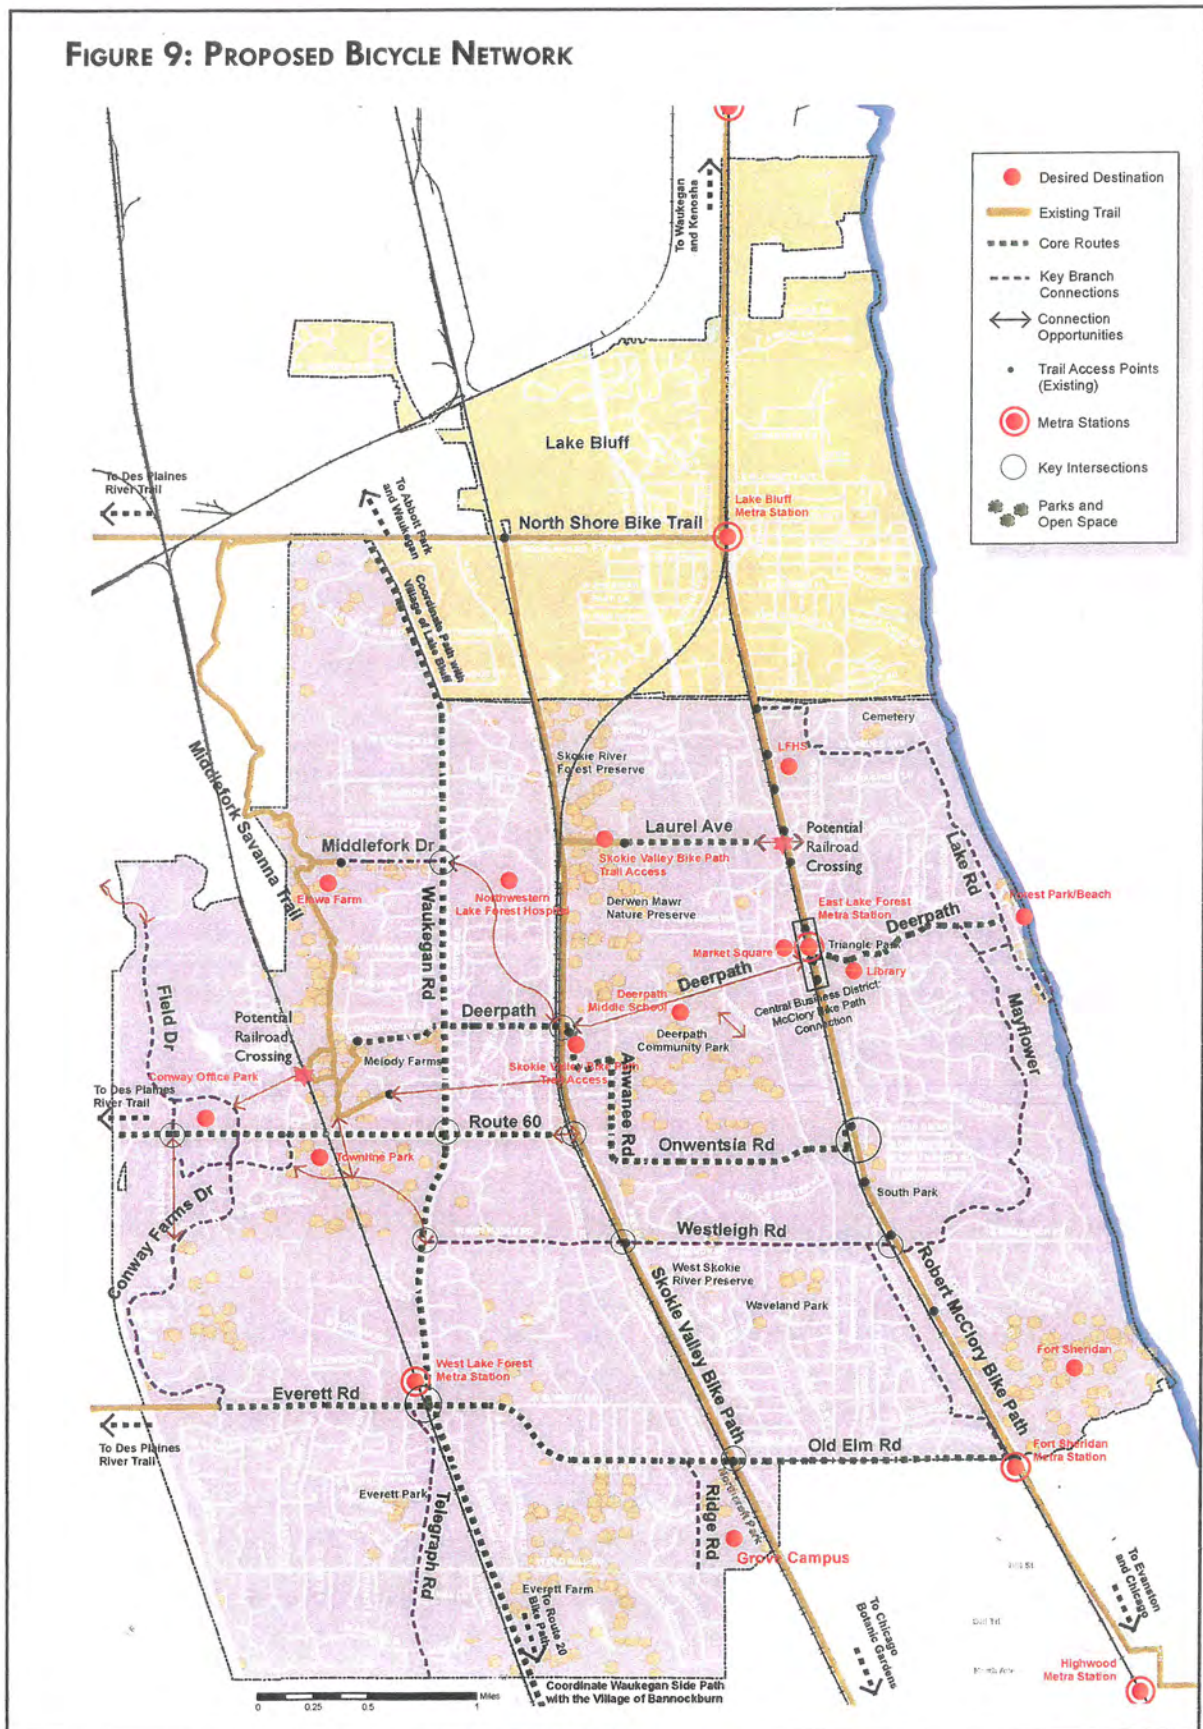 FIGURE 9: PROPOSED BICYCLE NETWORK
To Waukegan
and Kenosha
Desired Destination
Existing Trail
Core Routes
Key Branch
Connections
Connection
Opportunities
Trail Access Points
(Existing)
Metra Stations
Key Intersections
Parks and
Open Space
Lake Bluff
To Des Plaines
River Trail
To Abbott Park
and Waukegan
Lake Bluff
Metra Station
North Shore Bike Trail
Coordinate Path with
Village of Lake Bluff
Cemetery
LFHS
Skokie River
Forest Preserve
Middlefork Savanna Trail
Laurel Ave
Potential
Railroad
Crossing
Middlefork Dr
Skokie Valley Bike Path
Trail Access
Lake Rd
Elawa Farm
Northwestern
Lake Forest Hospital
Derwen Mawr
Nature Preserve
East Lake Forest
Metra Station
Forest Park/Beach
Waukegan Rd
Deerpath
Market Square
Triangle Park
Library
Deerpath
Field Dr
Deerpath
Middle School
Central Business District:
McClory Bike Path
Connection
Mayflower
Deerpath
Potential
Railroad
Crossing
Deerpath
Community Park
Melody Farms
Skokie Valley Bike Path
Trail Access
Conway Office Park
Ahwanee Rd
To Des Plaines
River Trail
Route 60
Onwentsia Rd
Townline Park
South Park
Conway Farms Dr
Westleigh Rd
West Skokie
River Preserve
Waveland Park
Robert McClory Bike Path
Skokie Valley Bike Path
Fort Sheridan
West Lake Forest
Metra Station
Everett Rd
To Des Plaines
River Trail
Old Elm Rd
Fort Sheridan
Metra Station
Everett Park
Telegraph Rd
Ridge Rd
Northcroft Park
Grove Campus
Everett Farm
To Route 20
Bike Path
To Chicago
Botanic Gardens
To Evanston
and Chicago
Highwood
Metra Station
Coordinate Waukegan Side Path
with the Village of Bannockburn
Miles
0 0.25 0.5 1